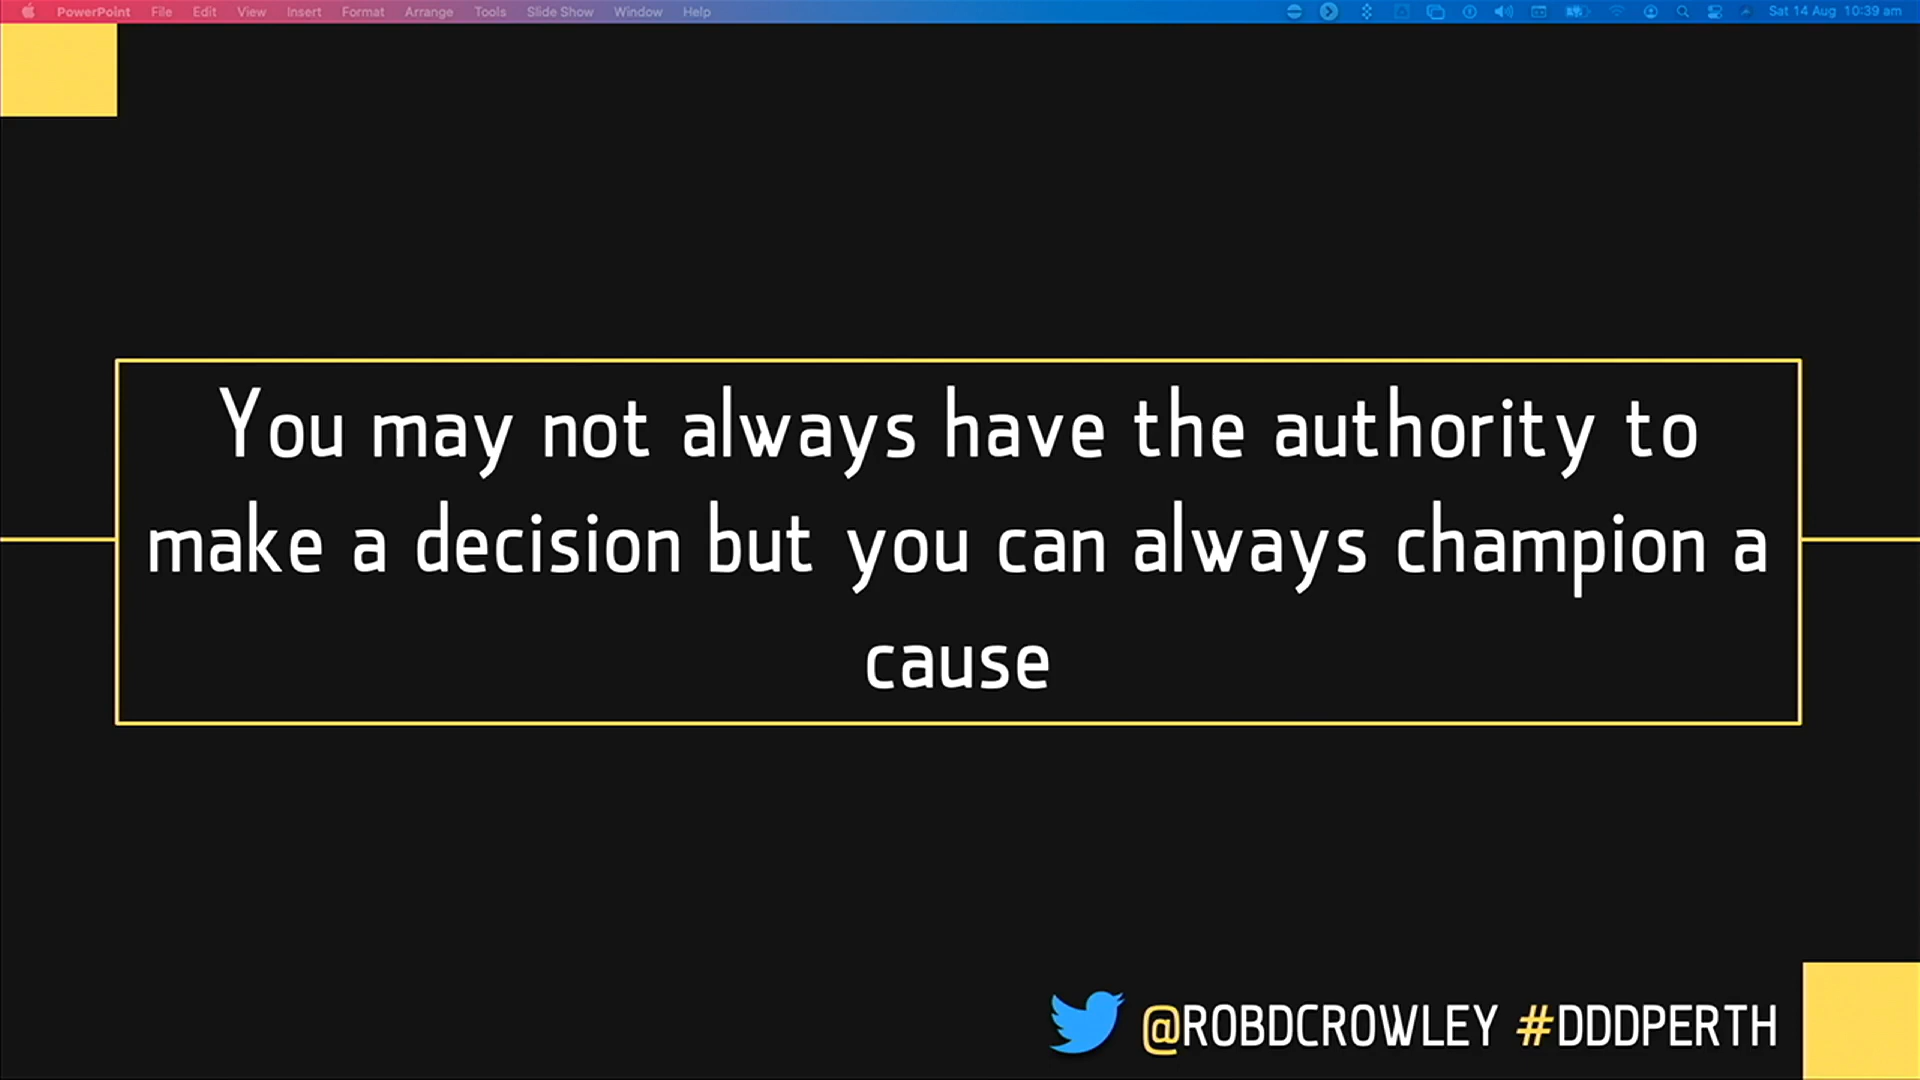 PowerPoint File Edit View Insert Format Arrange Tools Slide Show Window Help Sat 14 Aug 10:39 am
You may not always have the authority to
make a decision but you can always champion a
cause
@ROBDCROWLEY #DDDPERTH